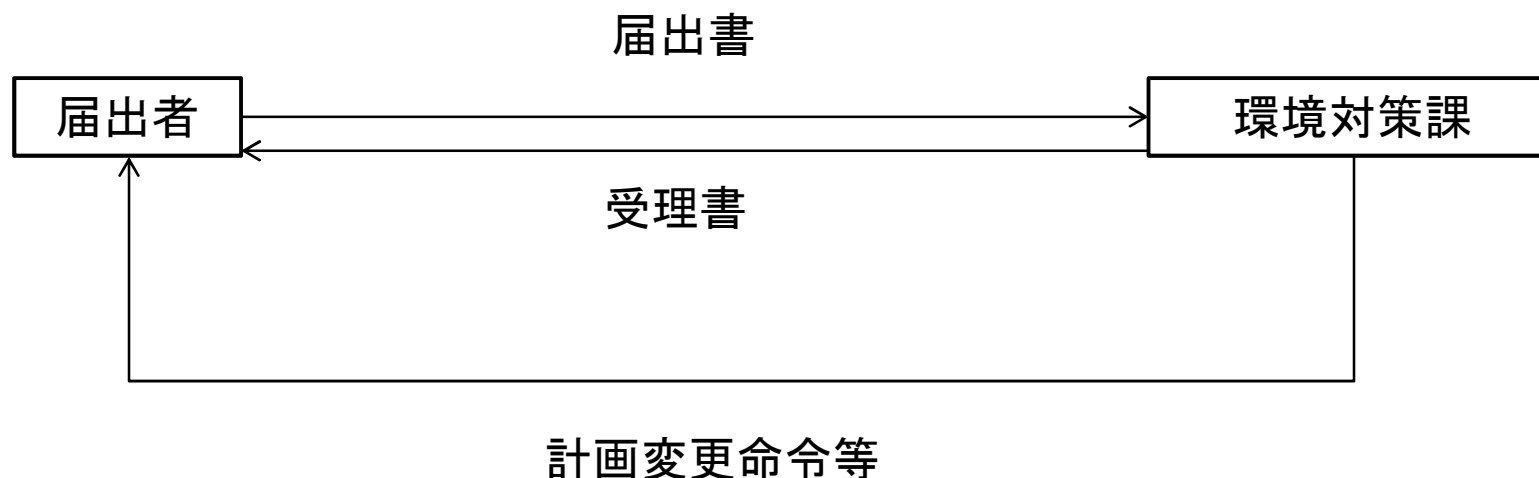 届出書
届出者
環境対策課
受理書
計画変更命令等